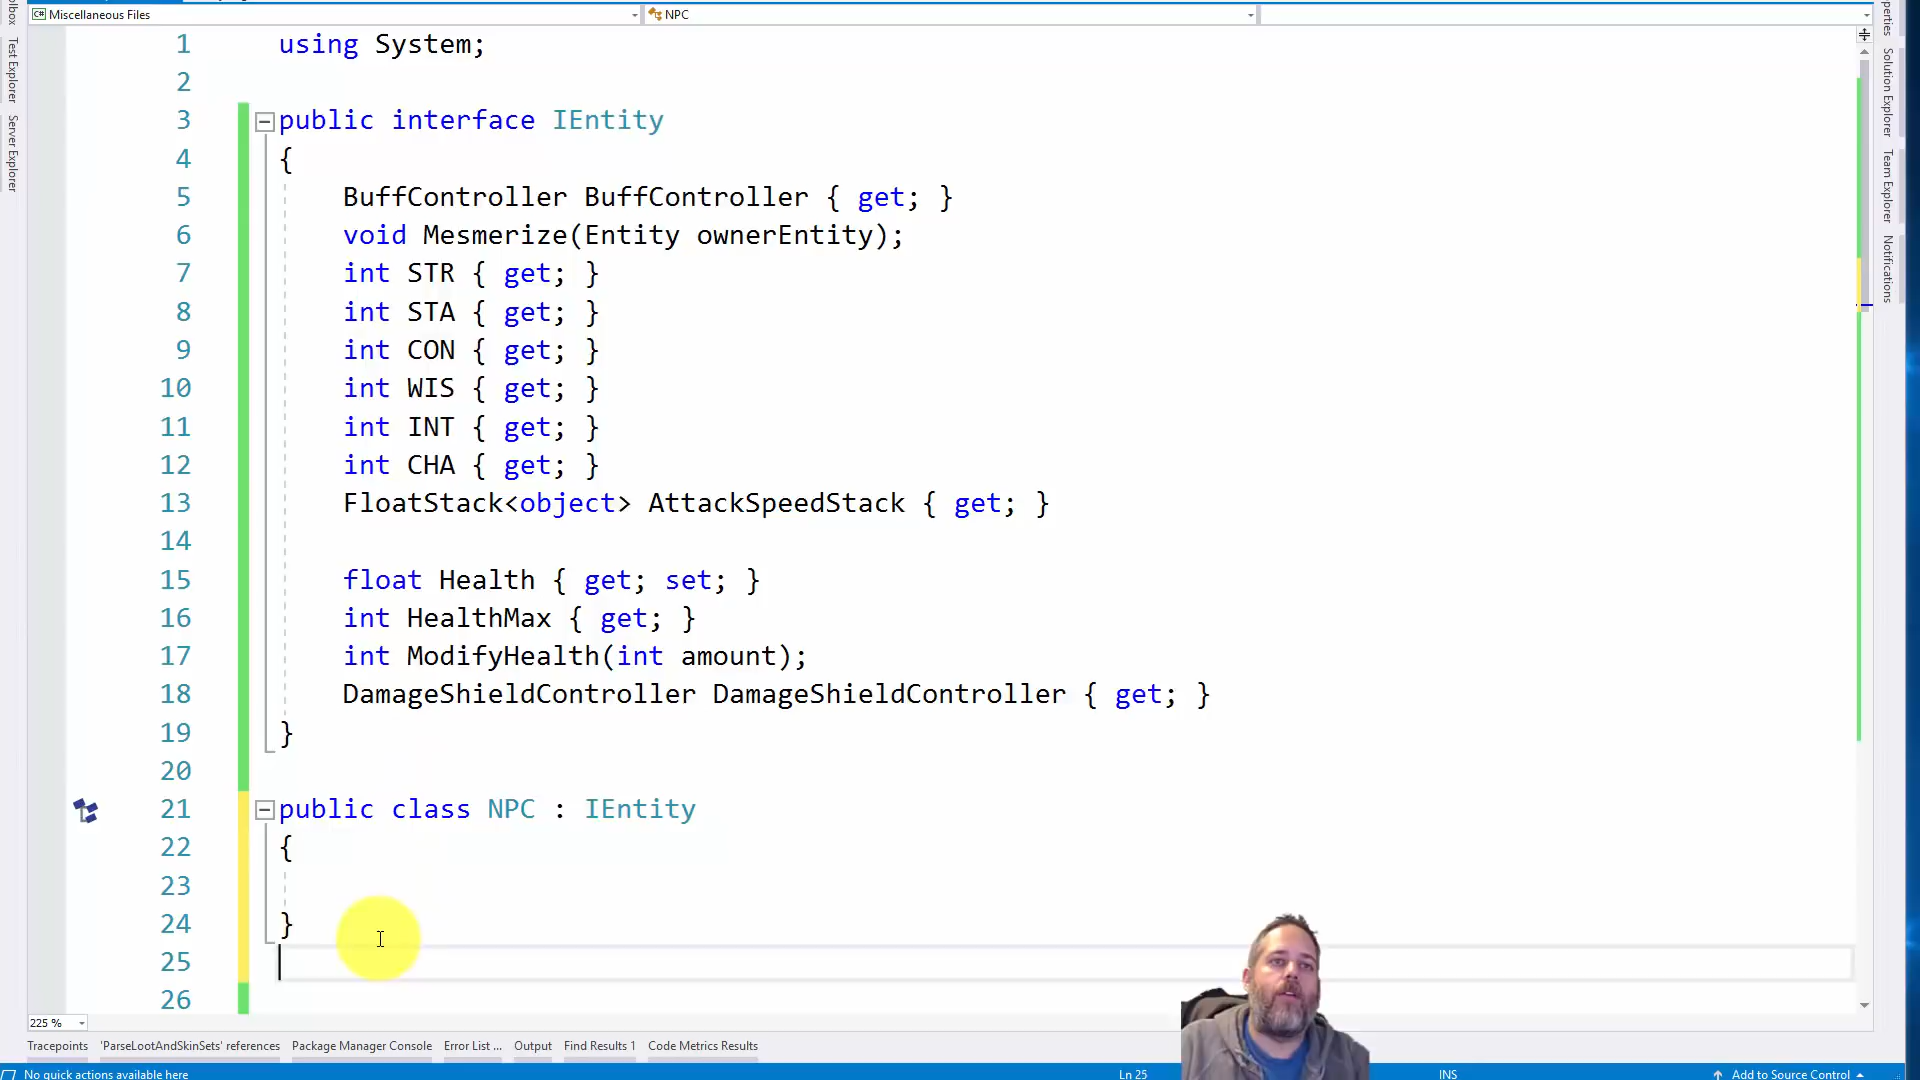 Miscellaneous Files
NPC
1 using System;
2
3 public interface IEntity
4 {
5 BuffController BuffController { get; }
6 void Mesmerize(Entity ownerEntity);
7 int STR { get; }
8 int STA { get; }
9 int CON { get; }
10 int WIS { get; }
11 int INT { get; }
12 int CHA { get; }
13 FloatStack<object> AttackSpeedStack { get; }
14
15 float Health { get; set; }
16 int HealthMax { get; }
17 int ModifyHealth(int amount);
18 DamageShieldController DamageShieldController { get; }
19 }
20
21 public class NPC : IEntity
22 {
23
24 }
25
26
Test Explorer
Server Explorer
Solution Explorer
Team Explorer
Notifications
225 %
Tracepoints
'ParseLootAndSkinSets' references
Package Manager Console
Error List ...
Output
Find Results 1
Code Metrics Results
No quick actions available here
Ln 25
INS
Add to Source Control